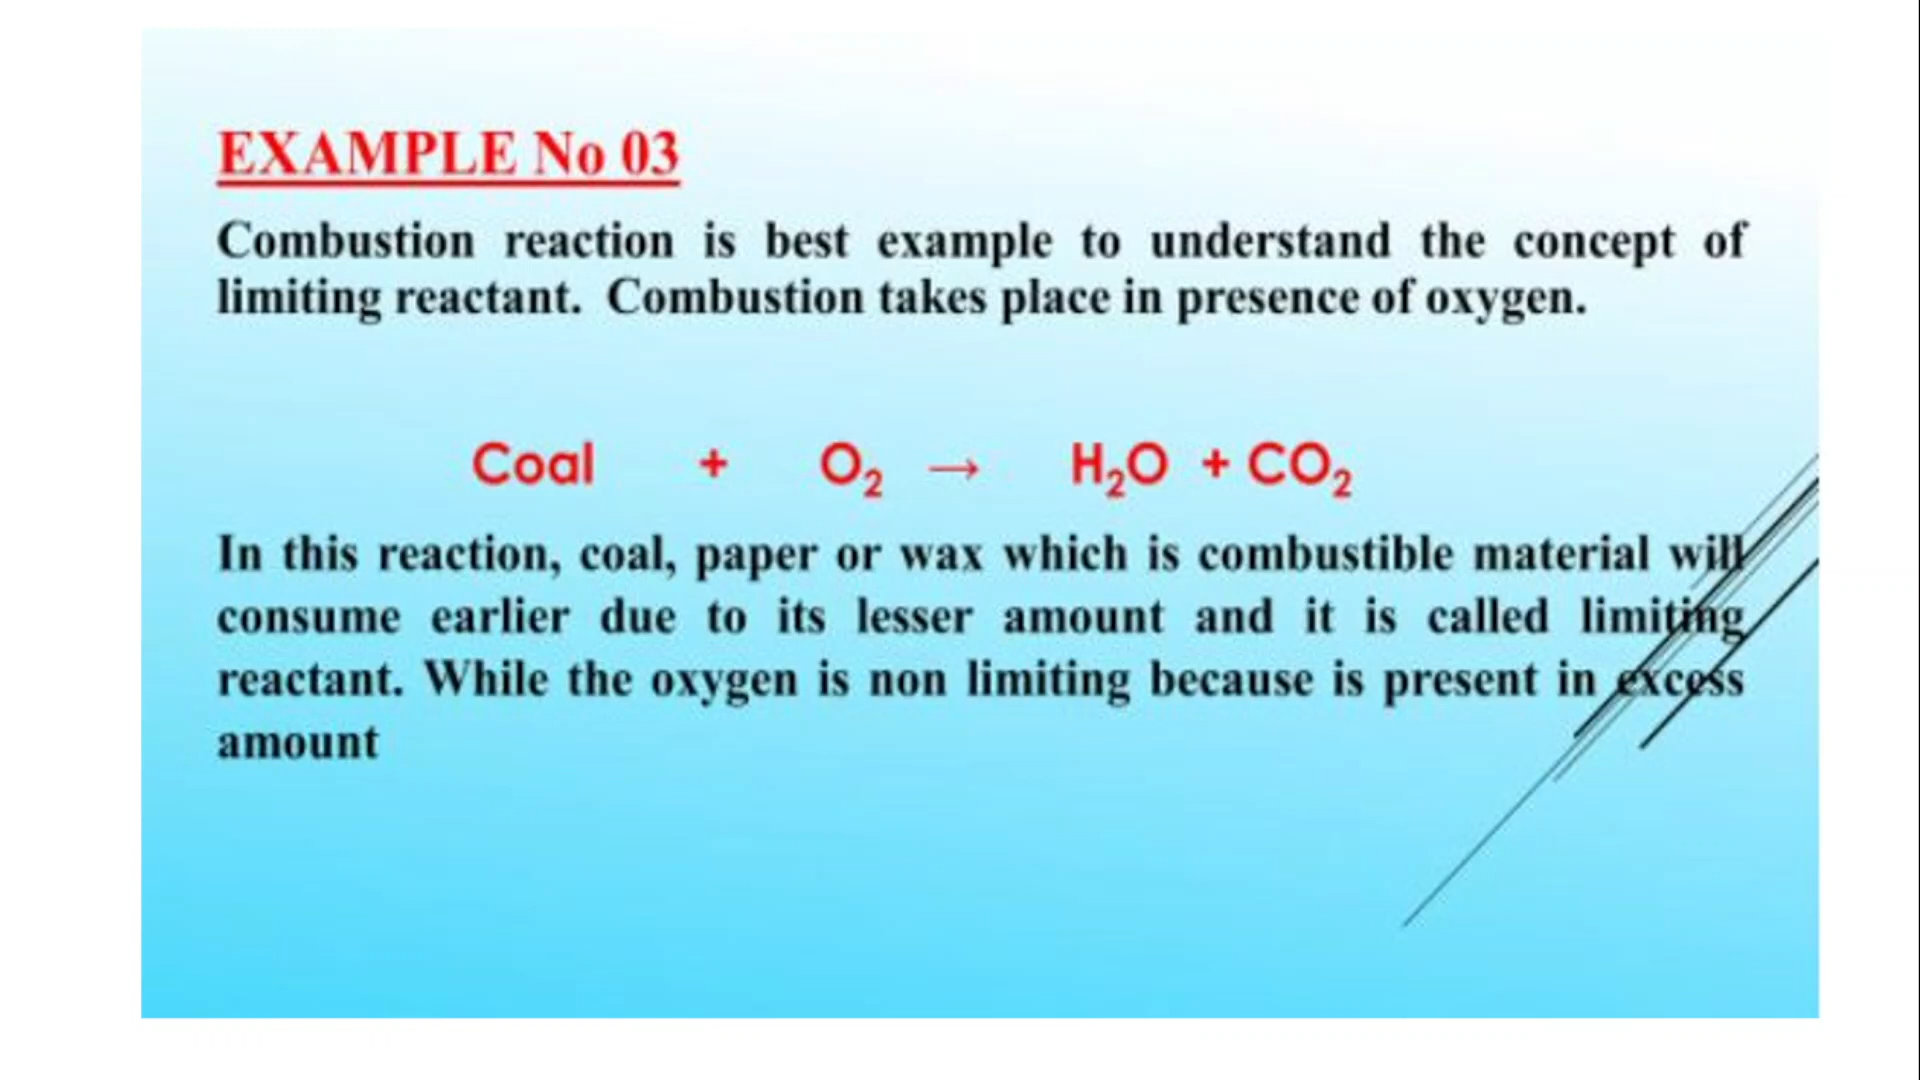 EXAMPLE No 03
Combustion reaction is best example to understand the concept of
limiting reactant. Combustion takes place in presence of oxygen.
Coal + O₂ → H₂O + CO₂
In this reaction, coal, paper or wax which is combustible material will
consume earlier due to its lesser amount and it is called limiting
reactant. While the oxygen is non limiting because is present in excess
amount